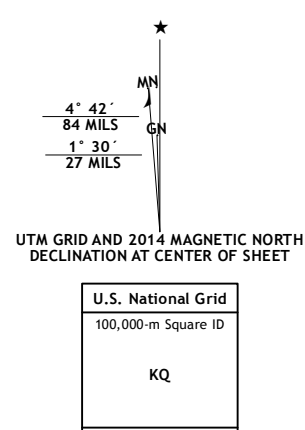 ★
MN
4° 42´
84 MILS
GN
1° 30´
27 MILS
UTM GRID AND 2014 MAGNETIC NORTH
DECLINATION AT CENTER OF SHEET
U.S. National Grid
100,000-m Square ID
KQ